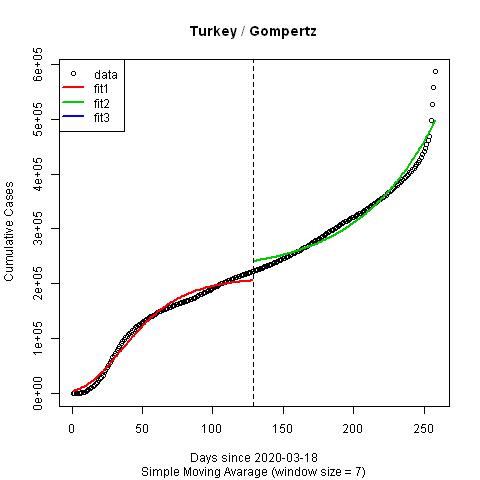 Turkey / Gompertz
data
fit1
fit2
fit3
Cumulative Cases
6e+05
5e+05
4e+05
3e+05
2e+05
1e+05
0e+00
0 50 100 150 200 250
Days since 2020-03-18
Simple Moving Avarage (window size = 7)